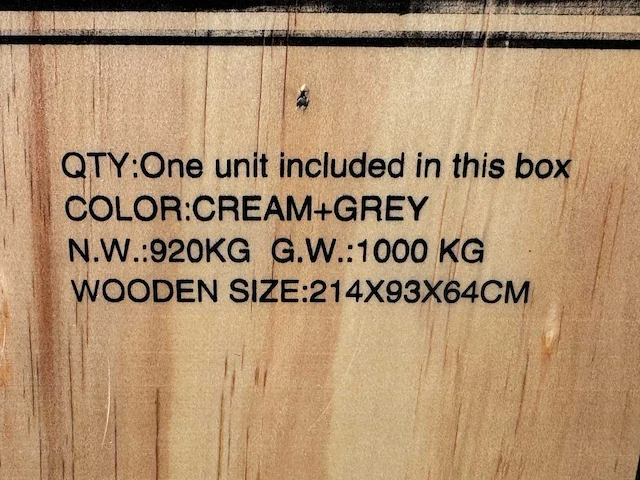 QTY:One unit included in this box
COLOR:CREAM+GREY
N.W.:920KG G.W.:1000 KG
WOODEN SIZE:214X93X64CM